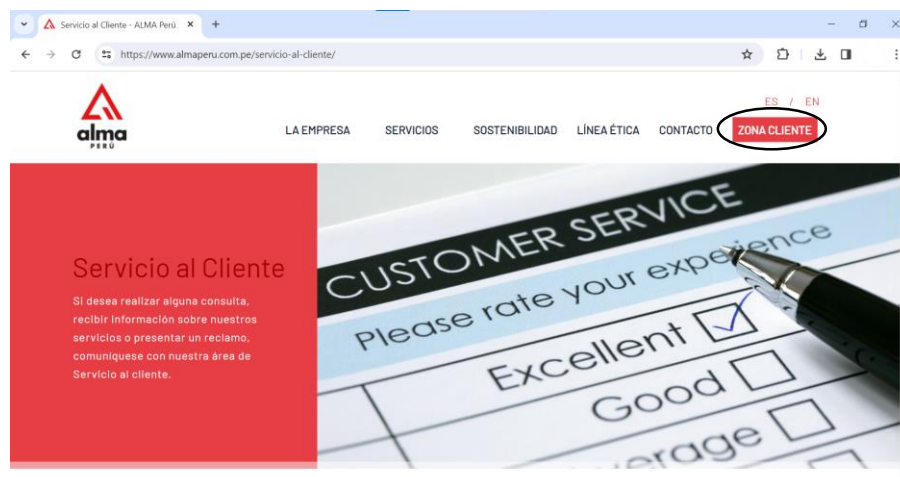 Servicio al Cliente - ALMA Perú
https://www.almaperu.com.pe/servicio-al-cliente/
ES / EN
alma
PERÚ
LA EMPRESA SERVICIOS SOSTENIBILIDAD LÍNEA ÉTICA CONTACTO ZONA CLIENTE
Servicio al Cliente
Si desea realizar alguna consulta,
recibir información sobre nuestros
servicios o presentar un reclamo,
comuniquese con nuestra área de
Servicio al cliente.
CUSTOMER SERVICE
Please rate your experience
Excellent
Good